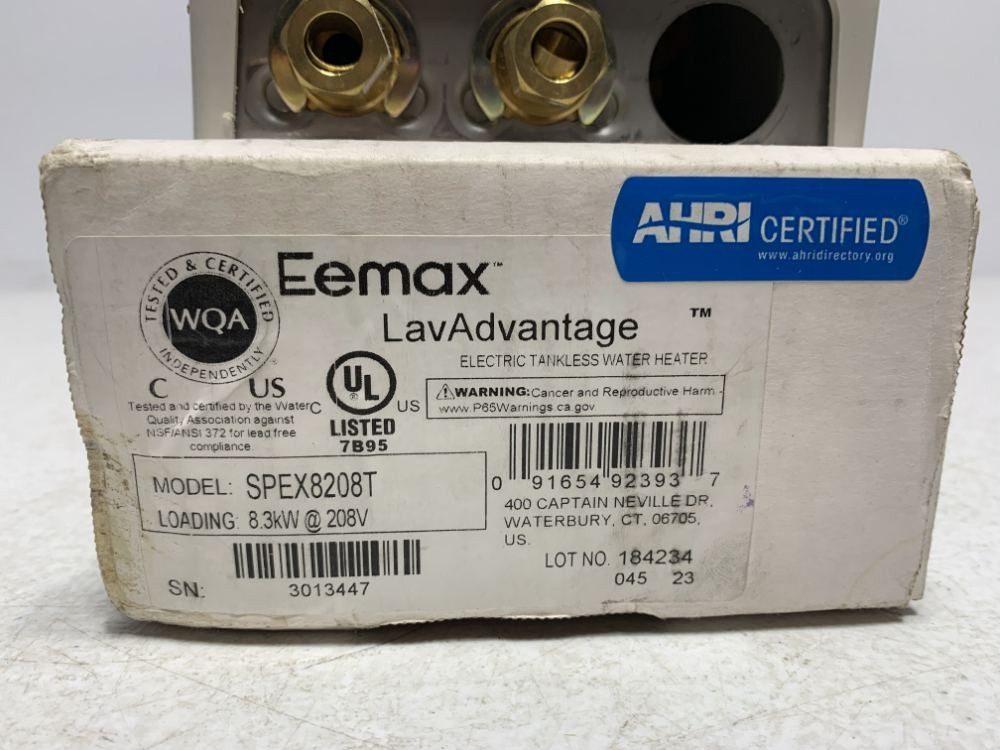 AHRI CERTIFIED®
www.ahridirectory.org
TESTED & CERTIFIED
WQA
INDEPENDENTLY
Eemax™
LavAdvantage ™
ELECTRIC TANKLESS WATER HEATER
C US
Tested and certified by the Water
Quality Association against
NSF/ANSI 372 for lead free
compliance.
C UL ® US
LISTED
7B95
⚠WARNING: Cancer and Reproductive Harm -
www.P65Warnings.ca.gov
MODEL: SPEX8208T
LOADING: 8.3kW @ 208V
0 91654 92393 7
400 CAPTAIN NEVILLE DR,
WATERBURY, CT, 06705,
US.
LOT NO. 184234
045 23
SN: 3013447